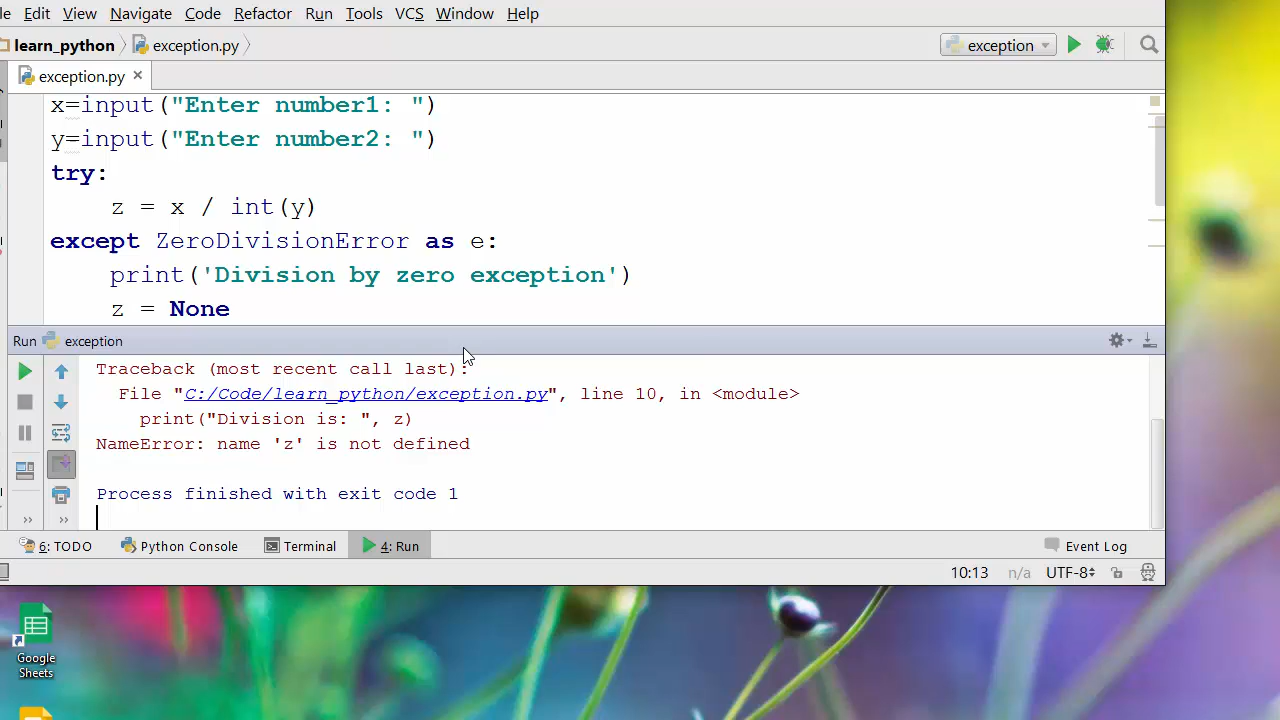 le Edit View Navigate Code Refactor Run Tools VCS Window Help
learn_python exception.py exception
exception.py
x=input("Enter number1: ")
y=input("Enter number2: ")
try:
z = x / int(y)
except ZeroDivisionError as e:
print('Division by zero exception')
z = None
Run exception
Traceback (most recent call last):
File "C:/Code/learn_python/exception.py", line 10, in <module>
print("Division is: ", z)
NameError: name 'z' is not defined
Process finished with exit code 1
6: TODO Python Console Terminal 4: Run Event Log
10:13 n/a UTF-8
Google
Sheets